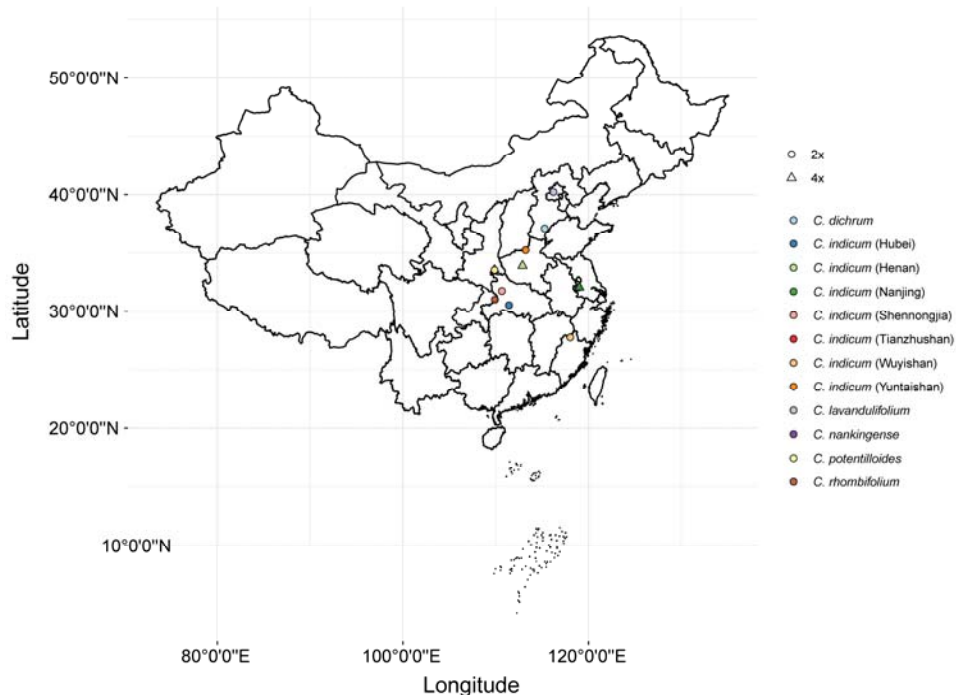 50°0'0"N
40°0'0"N
30°0'0"N
20°0'0"N
10°0'0"N
Latitude
80°0'0"E
100°0'0"E
120°0'0"E
Longitude
2x
4x
C. dichrum
C. indicum (Hubei)
C. indicum (Henan)
C. indicum (Nanjing)
C. indicum (Shennongjia)
C. indicum (Tianzhushan)
C. indicum (Wuyishan)
C. indicum (Yuntaishan)
C. lavandulifolium
C. nankingense
C. potentilloides
C. rhombifolium